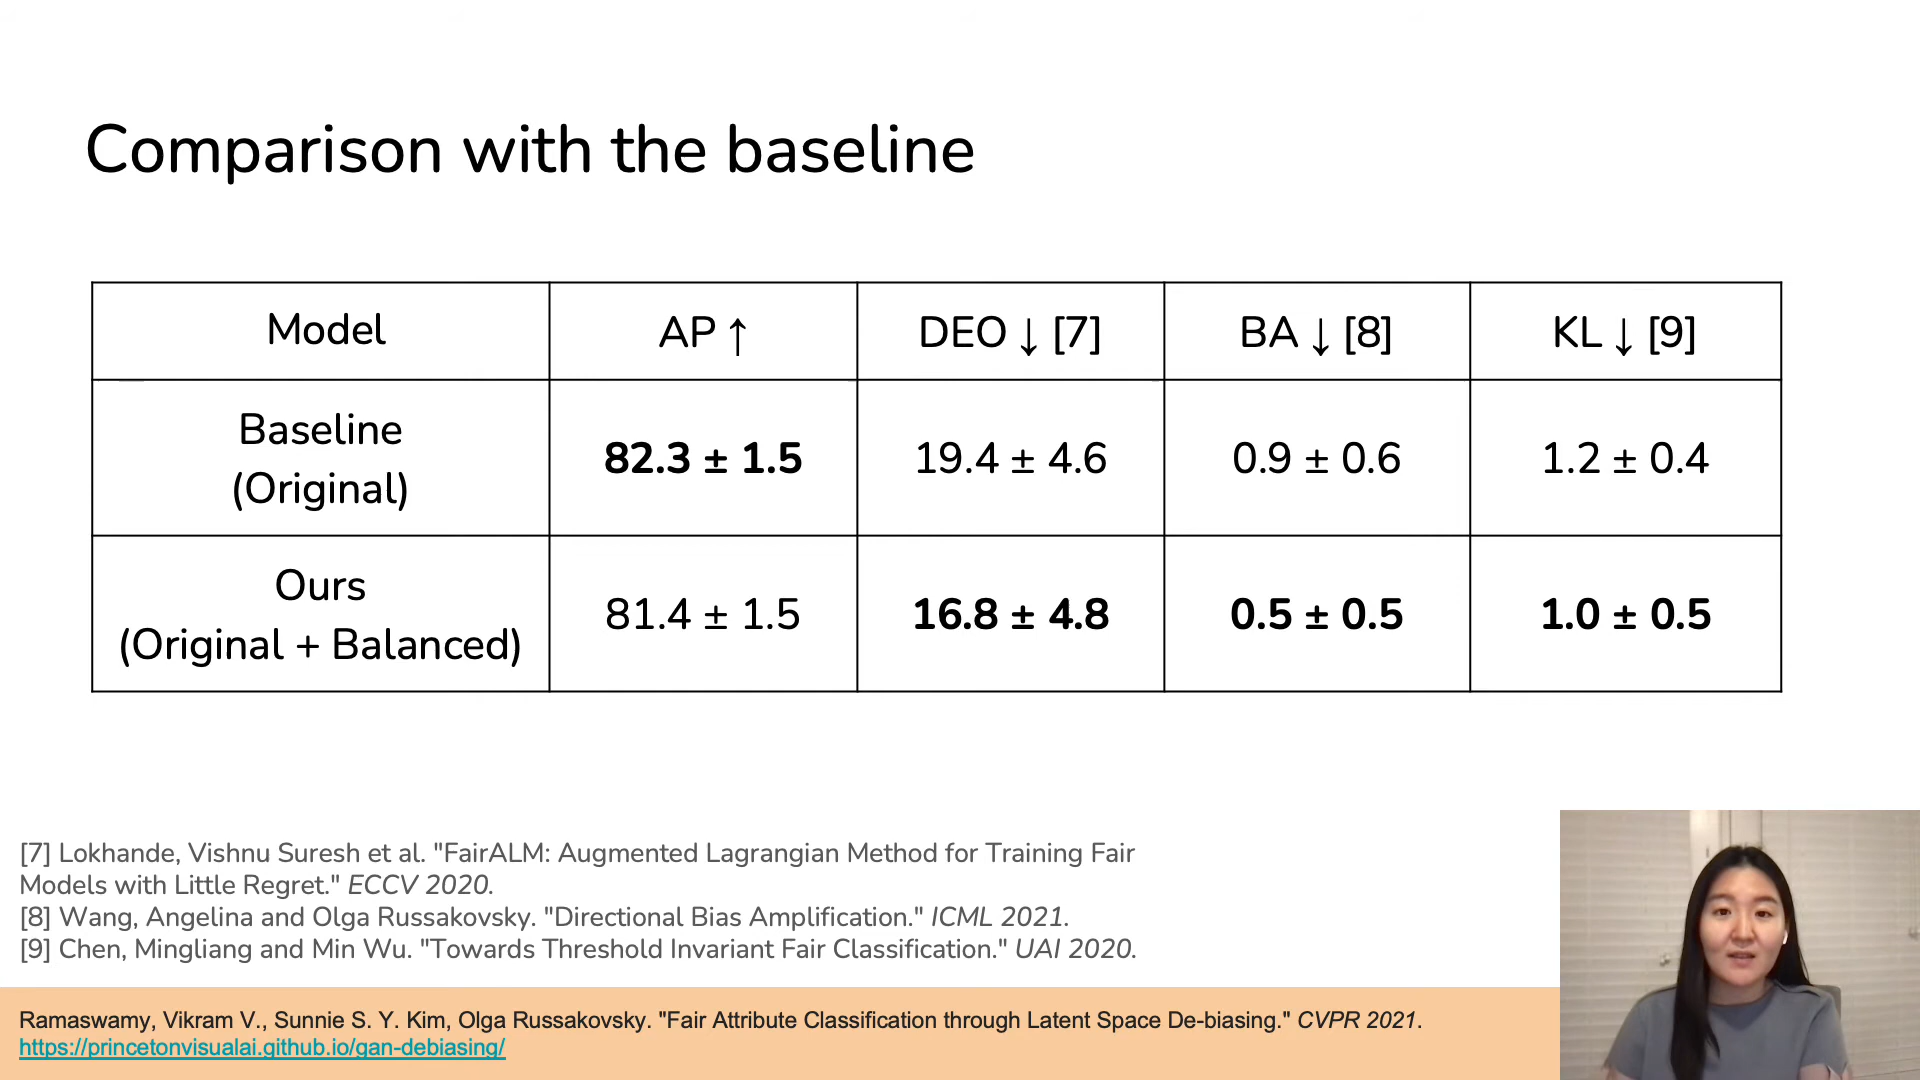 Comparison with the baseline
Model AP ↑ DEO ↓ [7] BA ↓ [8] KL ↓ [9]
Baseline
(Original)
82.3 ± 1.5 19.4 ± 4.6 0.9 ± 0.6 1.2 ± 0.4
Ours
(Original + Balanced)
81.4 ± 1.5 16.8 ± 4.8 0.5 ± 0.5 1.0 ± 0.5
[7] Lokhande, Vishnu Suresh et al. "FairALM: Augmented Lagrangian Method for Training Fair
Models with Little Regret." ECCV 2020.
[8] Wang, Angelina and Olga Russakovsky. "Directional Bias Amplification." ICML 2021.
[9] Chen, Mingliang and Min Wu. "Towards Threshold Invariant Fair Classification." UAI 2020.
Ramaswamy, Vikram V., Sunnie S. Y. Kim, Olga Russakovsky. "Fair Attribute Classification through Latent Space De-biasing." CVPR 2021.
https://princetonvisualai.github.io/gan-debiasing/